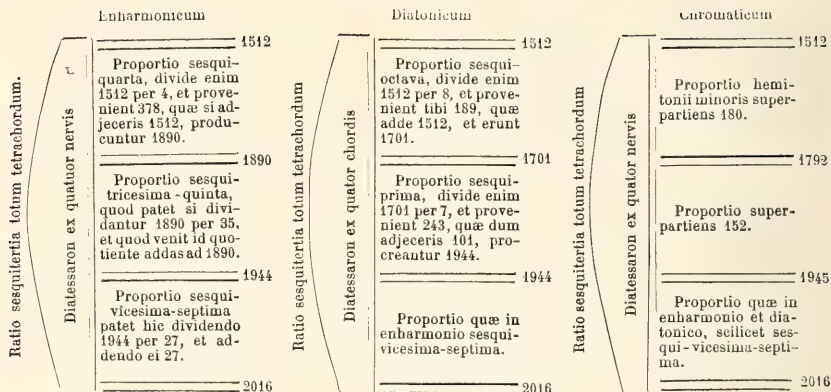 Enharmonicum
Ratio sesquitertia totum tetrachordum.
Diatessaron ex quatuor nervis
1512
Proportio sesqui-
quarta, divide enim
1512 per 4, et prove-
nient 378, quæ si ad-
jeceris 1512, produ-
cuntur 1890.
1890
Proportio sesqui-
tricesima-quinta,
quod patet si divi-
dantur 1890 per 35,
et quod venit id quo-
tiente addas ad 1890.
1944
Proportio sesqui-
vicesima-septima
patet hic dividendo
1944 per 27, et ad-
dendo ei 27.
2016
Diatonicum
Ratio sesquitertia totum tetrachordum
Diatessaron ex quator chordis
1512
Proportio sesqui-
octava, divide enim
1512 per 8, et prove-
nient tibi 189, quæ
adde 1512, et erunt
1701.
1701
Proportio sesqui-
prima, divide enim
1701 per 7, et prove-
nient 243, quæ dum
adjeceris 101, pro-
creantur 1944.
1944
Proportio quæ in
enharmonio sesqui-
vicesima-septima.
2016
Chromaticum
Ratio sesquitertia totum tetrachordum
Diatessaron ex quator nervis
1512
Proportio hemi-
tonii minoris super-
partiens 180.
1792
Proportio super-
partiens 152.
1945
Proportio quæ in
enharmonio et dia-
tonico, scilicet ses-
qui-vicesima-septi-
ma.
2016